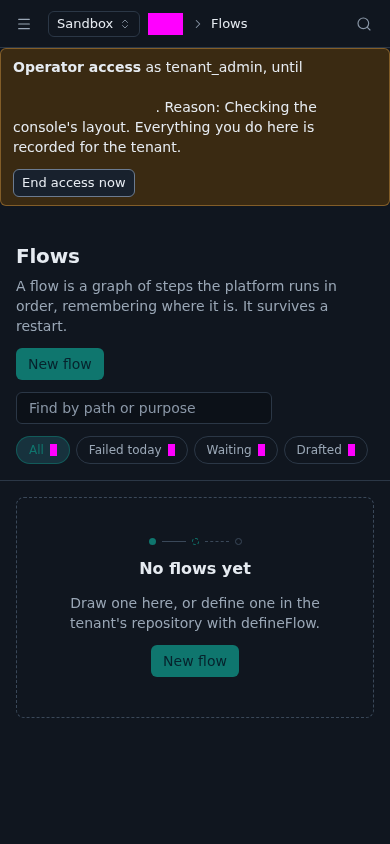 Sandbox
Flows
Operator access as tenant_admin, until
. Reason: Checking the
console's layout. Everything you do here is
recorded for the tenant.
End access now
Flows
A flow is a graph of steps the platform runs in
order, remembering where it is. It survives a
restart.
New flow
Find by path or purpose
All
Failed today
Waiting
Drafted
No flows yet
Draw one here, or define one in the
tenant's repository with defineFlow.
New flow